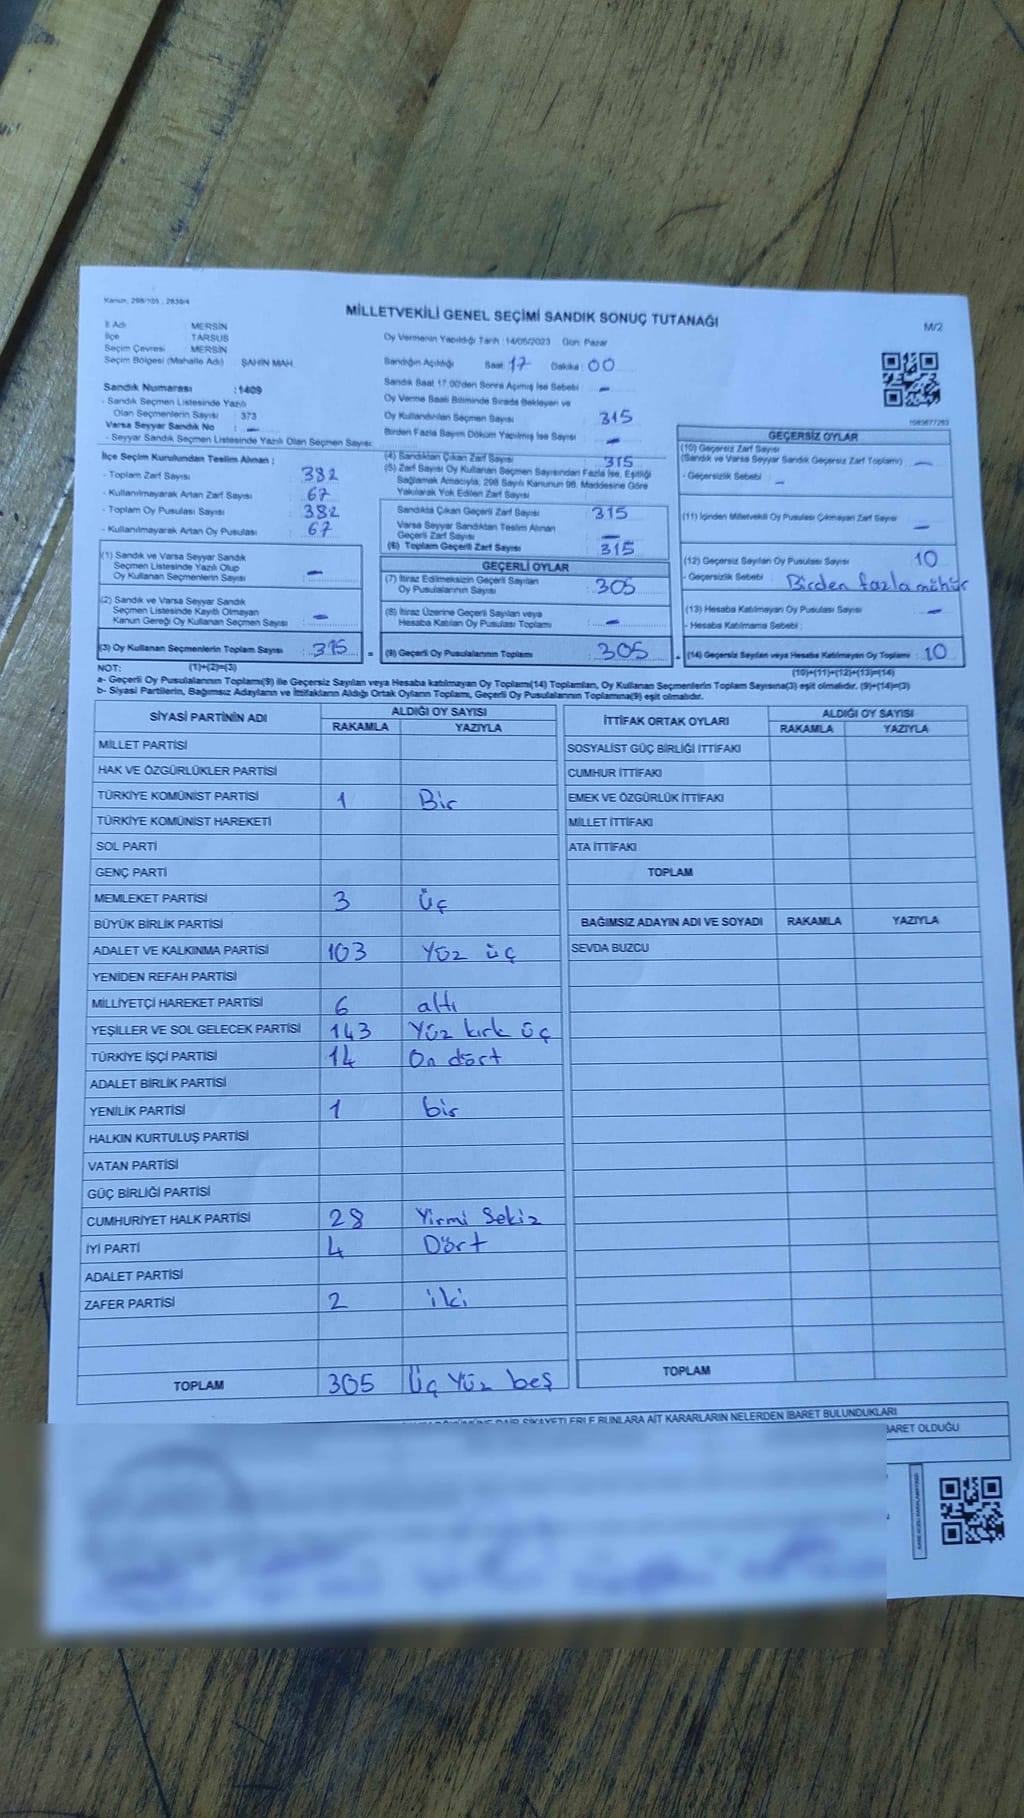 Kanun: 298/105 , 2839/4
MİLLETVEKİLİ GENEL SEÇİMİ SANDIK SONUÇ TUTANAĞI
M/2
İl Adı : MERSİN
İlçe : TARSUS
Seçim Çevresi : MERSİN
Seçim Bölgesi (Mahalle Adı) : ŞAHİN MAH.
Sandık Numarası : 1409
- Sandık Seçmen Listesinde Yazılı
Olan Seçmenlerin Sayısı : 373
Varsa Seyyar Sandık No : -
- Seyyar Sandık Seçmen Listesinde Yazılı Olan Seçmen Sayısı:
İlçe Seçim Kurulundan Teslim Alınan ;
- Toplam Zarf Sayısı : 382
- Kullanılmayarak Artan Zarf Sayısı : 67
- Toplam Oy Pusulası Sayısı : 382
- Kullanılmayarak Artan Oy Pusulası : 67
(1) Sandık ve Varsa Seyyar Sandık
Seçmen Listesinde Yazılı Olup
Oy Kullanan Seçmenlerin Sayısı : -
(2) Sandık ve Varsa Seyyar Sandık
Seçmen Listesinde Kayıtlı Olmayan
Kanun Gereği Oy Kullanan Seçmen Sayısı : -
(3) Oy Kullanan Seçmenlerin Toplam Sayısı : 315 =
(1)+(2)=(3)
Oy Vermenin Yapıldığı Tarih : 14/05/2023 Gün: Pazar
Sandığın Açıldığı Saat : 17 Dakika : 00
Sandık Saat 17.00'den Sonra Açılmış İse Sebebi : -
Oy Verme Saati Bitiminde Sırada Bekleyen ve
Oy Kullandırılan Seçmen Sayısı : 315
Birden Fazla Sayım Döküm Yapılmış İse Sayısı : -
(4) Sandıktan Çıkan Zarf Sayısı : 315
(5) Zarf Sayısı Oy Kullanan Seçmen Sayısından Fazla İse, Eşitliği
Sağlamak Amacıyla, 298 Sayılı Kanunun 98. Maddesine Göre
Yakılarak Yok Edilen Zarf Sayısı :
Sandıkta Çıkan Geçerli Zarf Sayısı : 315
Varsa Seyyar Sandıktan Teslim Alınan
Geçerli Zarf Sayısı : -
(6) Toplam Geçerli Zarf Sayısı : 315
GEÇERLİ OYLAR
(7) İtiraz Edilmeksizin Geçerli Sayılan
Oy Pusulalarının Sayısı : 305
(8) İtiraz Üzerine Geçerli Sayılan veya
Hesaba Katılan Oy Pusulası Toplamı : -
(9) Geçerli Oy Pusulalarının Toplamı : 305 +
GEÇERSİZ OYLAR
(10) Geçersiz Zarf Sayısı
(Sandık ve Varsa Seyyar Sandık Geçersiz Zarf Toplamı) : -
- Geçersizlik Sebebi : -
(11) İçinden Milletvekili Oy Pusulası Çıkmayan Zarf Sayısı : -
(12) Geçersiz Sayılan Oy Pusulası Sayısı : 10
- Geçersizlik Sebebi : Birden fazla mühür
(13) Hesaba Katılmayan Oy Pusulası Sayısı : -
- Hesaba Katılmama Sebebi :
(14) Geçersiz Sayılan veya Hesaba Katılmayan Oy Toplamı : 10
(10)+(11)+(12)+(13)=(14)
NOT:
a- Geçerli Oy Pusulalarının Toplamı(9) ile Geçersiz Sayılan veya Hesaba katılmayan Oy Toplamı(14) Toplamları, Oy Kullanan Seçmenlerin Toplam Sayısına(3) eşit olmalıdır. (9)+(14)=(3)
b- Siyasi Partilerin, Bağımsız Adayların ve İttifakların Aldığı Ortak Oyların Toplamı, Geçerli Oy Pusulalarının Toplamına(9) eşit olmalıdır.
SİYASİ PARTİNİN ADI ALDIĞI OY SAYISI
RAKAMLA YAZIYLA
MİLLET PARTİSİ
HAK VE ÖZGÜRLÜKLER PARTİSİ
TÜRKİYE KOMÜNİST PARTİSİ 1 Bir
TÜRKİYE KOMÜNİST HAREKETİ
SOL PARTİ
GENÇ PARTİ
MEMLEKET PARTİSİ 3 Üç
BÜYÜK BİRLİK PARTİSİ
ADALET VE KALKINMA PARTİSİ 103 Yüz üç
YENİDEN REFAH PARTİSİ
MİLLİYETÇİ HAREKET PARTİSİ 6 altı
YEŞİLLER VE SOL GELECEK PARTİSİ 143 Yüz kırk üç
TÜRKİYE İŞÇİ PARTİSİ 14 On dört
ADALET BİRLİK PARTİSİ
YENİLİK PARTİSİ 1 bir
HALKIN KURTULUŞ PARTİSİ
VATAN PARTİSİ
GÜÇ BİRLİĞİ PARTİSİ
CUMHURİYET HALK PARTİSİ 28 Yirmi Sekiz
İYİ PARTİ 4 Dört
ADALET PARTİSİ
ZAFER PARTİSİ 2 iki
TOPLAM 305 Üç Yüz beş
İTTİFAK ORTAK OYLARI ALDIĞI OY SAYISI
RAKAMLA YAZIYLA
SOSYALİST GÜÇ BİRLİĞİ İTTİFAKI
CUMHUR İTTİFAKI
EMEK VE ÖZGÜRLÜK İTTİFAKI
MİLLET İTTİFAKI
ATA İTTİFAKI
TOPLAM
BAĞIMSIZ ADAYIN ADI VE SOYADI RAKAMLA YAZIYLA
SEVDA BUZCU
TOPLAM
ŞİKAYETLERLE BUNLARA AİT KARARLARIN NELERDEN İBARET BULUNDUKLARI
İBARET OLDUĞU